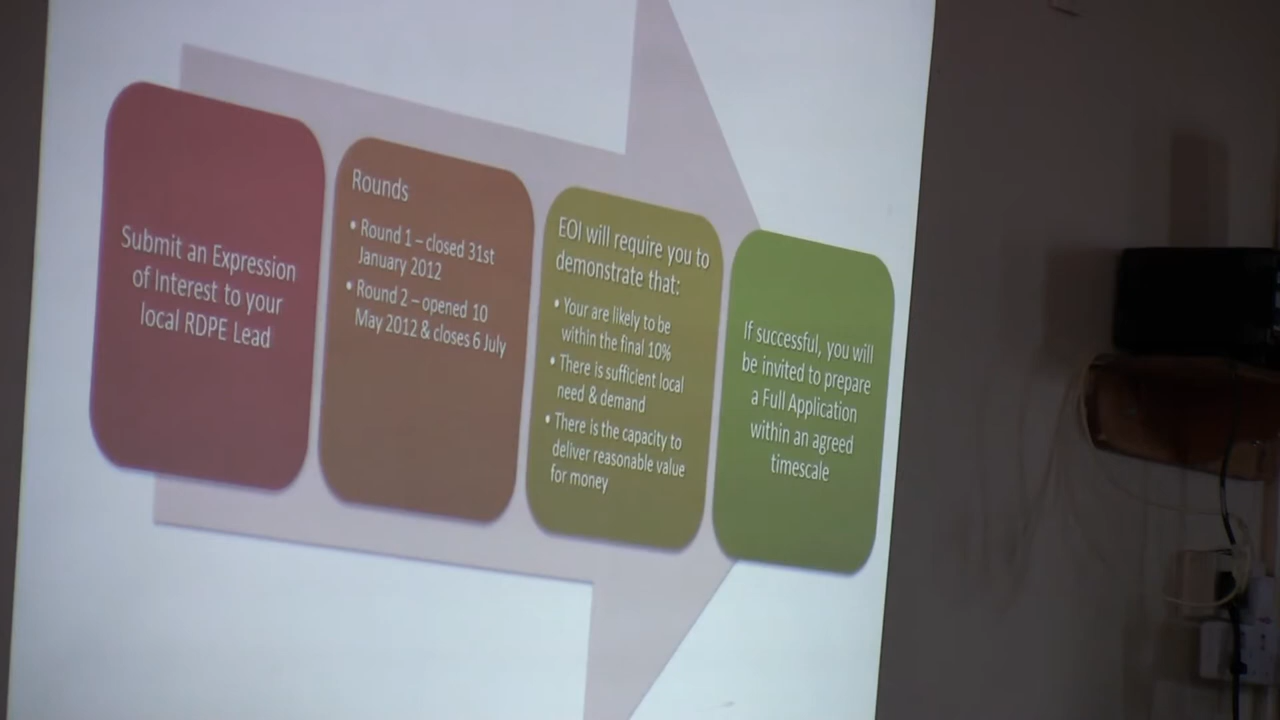 Submit an Expression
of Interest to your
local RDPE Lead
Rounds
• Round 1 – closed 31st
January 2012
• Round 2 – opened 10
May 2012 & closes 6 July
EOI will require you to
demonstrate that:
• Your are likely to be
within the final 10%
• There is sufficient local
need & demand
• There is the capacity to
deliver reasonable value
for money
If successful, you will
be invited to prepare
a Full Application
within an agreed
timescale